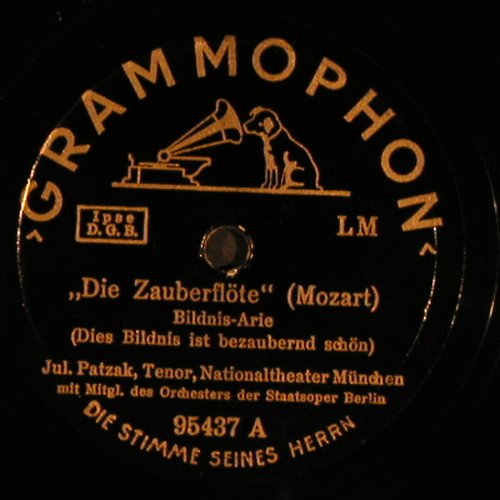 ›GRAMMOPHON‹
Ipse
D.G.B.
LM
„Die Zauberflöte“ (Mozart)
Bildnis-Arie
(Dies Bildnis ist bezaubernd schön)
Jul. Patzak, Tenor, Nationaltheater München
mit Mitgl. des Orchesters der Staatsoper Berlin
95437 A
DIE STIMME SEINES HERRN